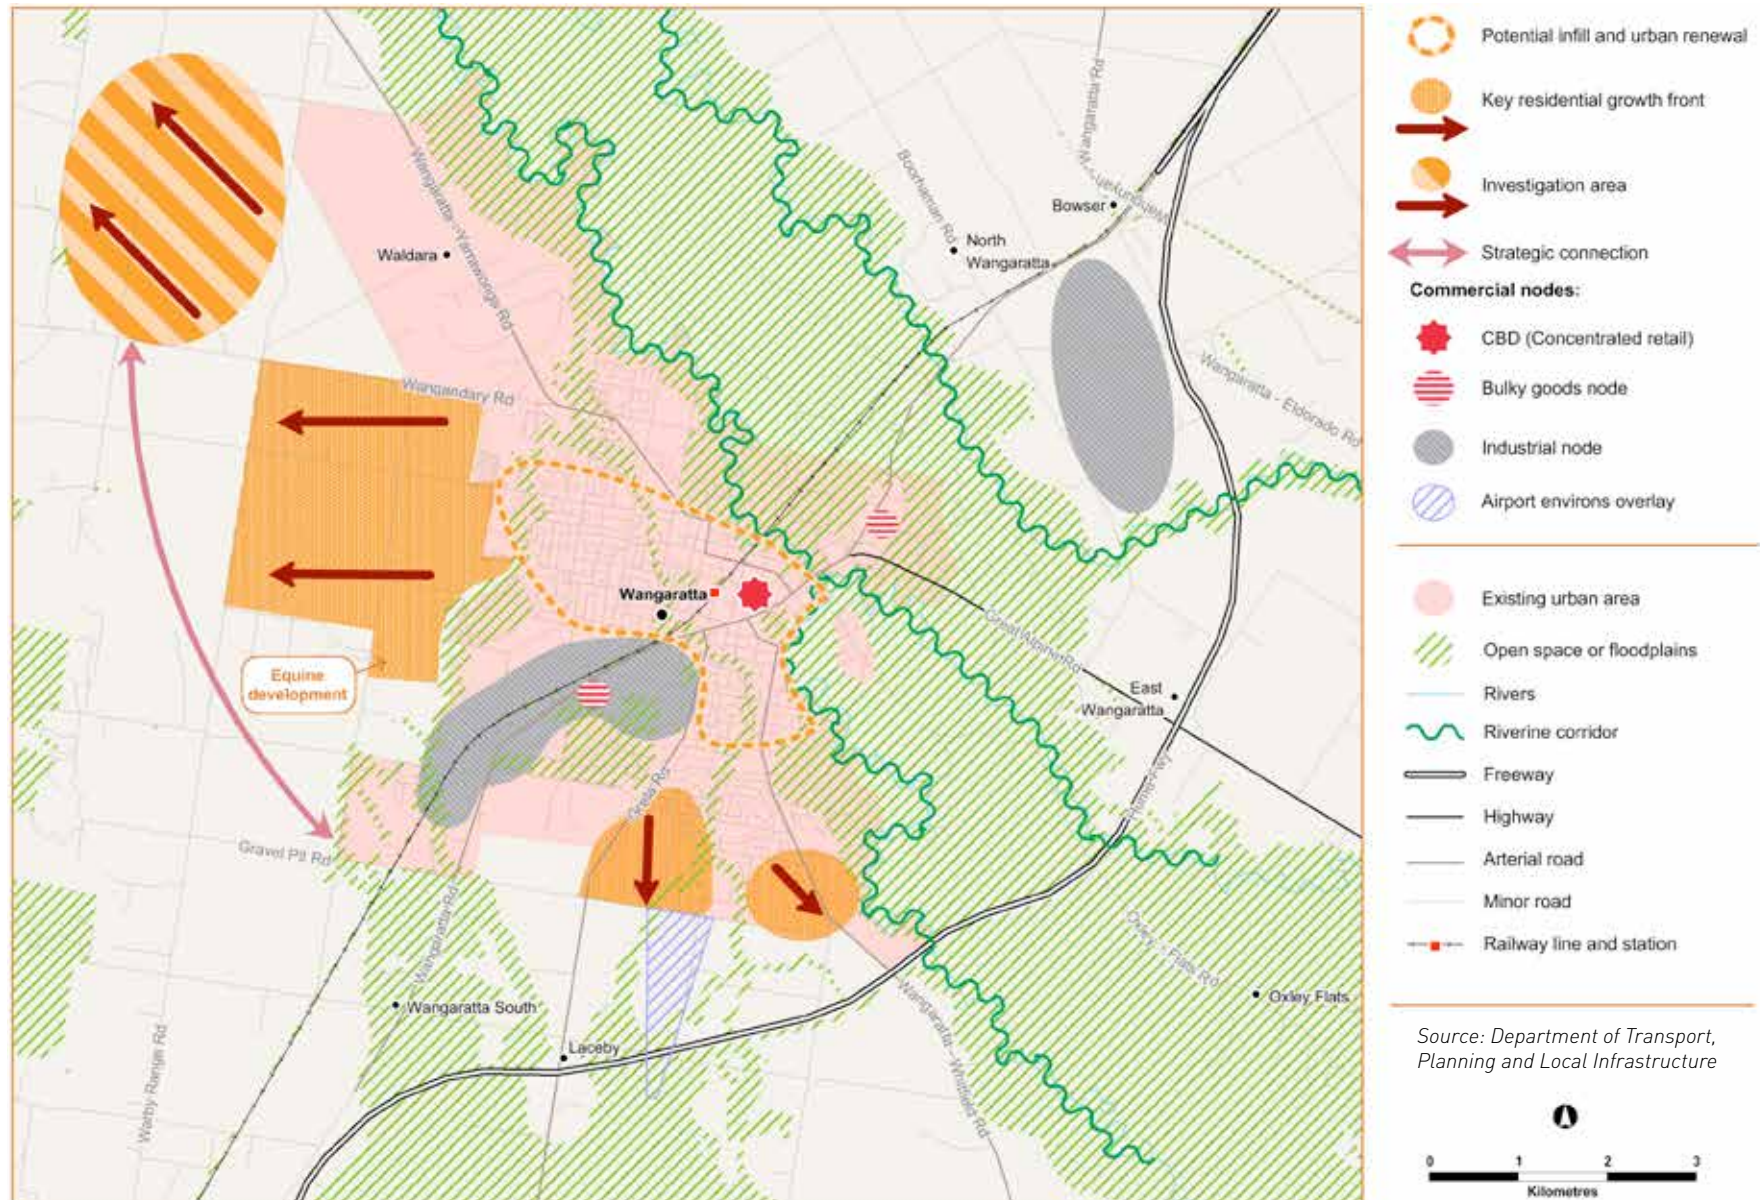 Wangaratta - Yarrawonga Rd
Waldara
Wangandary Rd
Boorhaman Rd
North
Wangaratta
Bowser
Wangaratta Rd
Wangaratta - Eldorado Rd
Wangaratta
Great Alpine Rd
East
Wangaratta
Hume Fwy
Equine
development
Greta Rd
Gravel Pit Rd
Wangaratta Rd
Wangaratta South
Laceby
Warby Range Rd
Wangaratta - Whitfield Rd
Oxley - Flats Rd
Oxley Flats
Potential infill and urban renewal
Key residential growth front
Investigation area
Strategic connection
Commercial nodes:
CBD (Concentrated retail)
Bulky goods node
Industrial node
Airport environs overlay
Existing urban area
Open space or floodplains
Rivers
Riverine corridor
Freeway
Highway
Arterial road
Minor road
Railway line and station
Source: Department of Transport,
Planning and Local Infrastructure
0 1 2 3
Kilometres